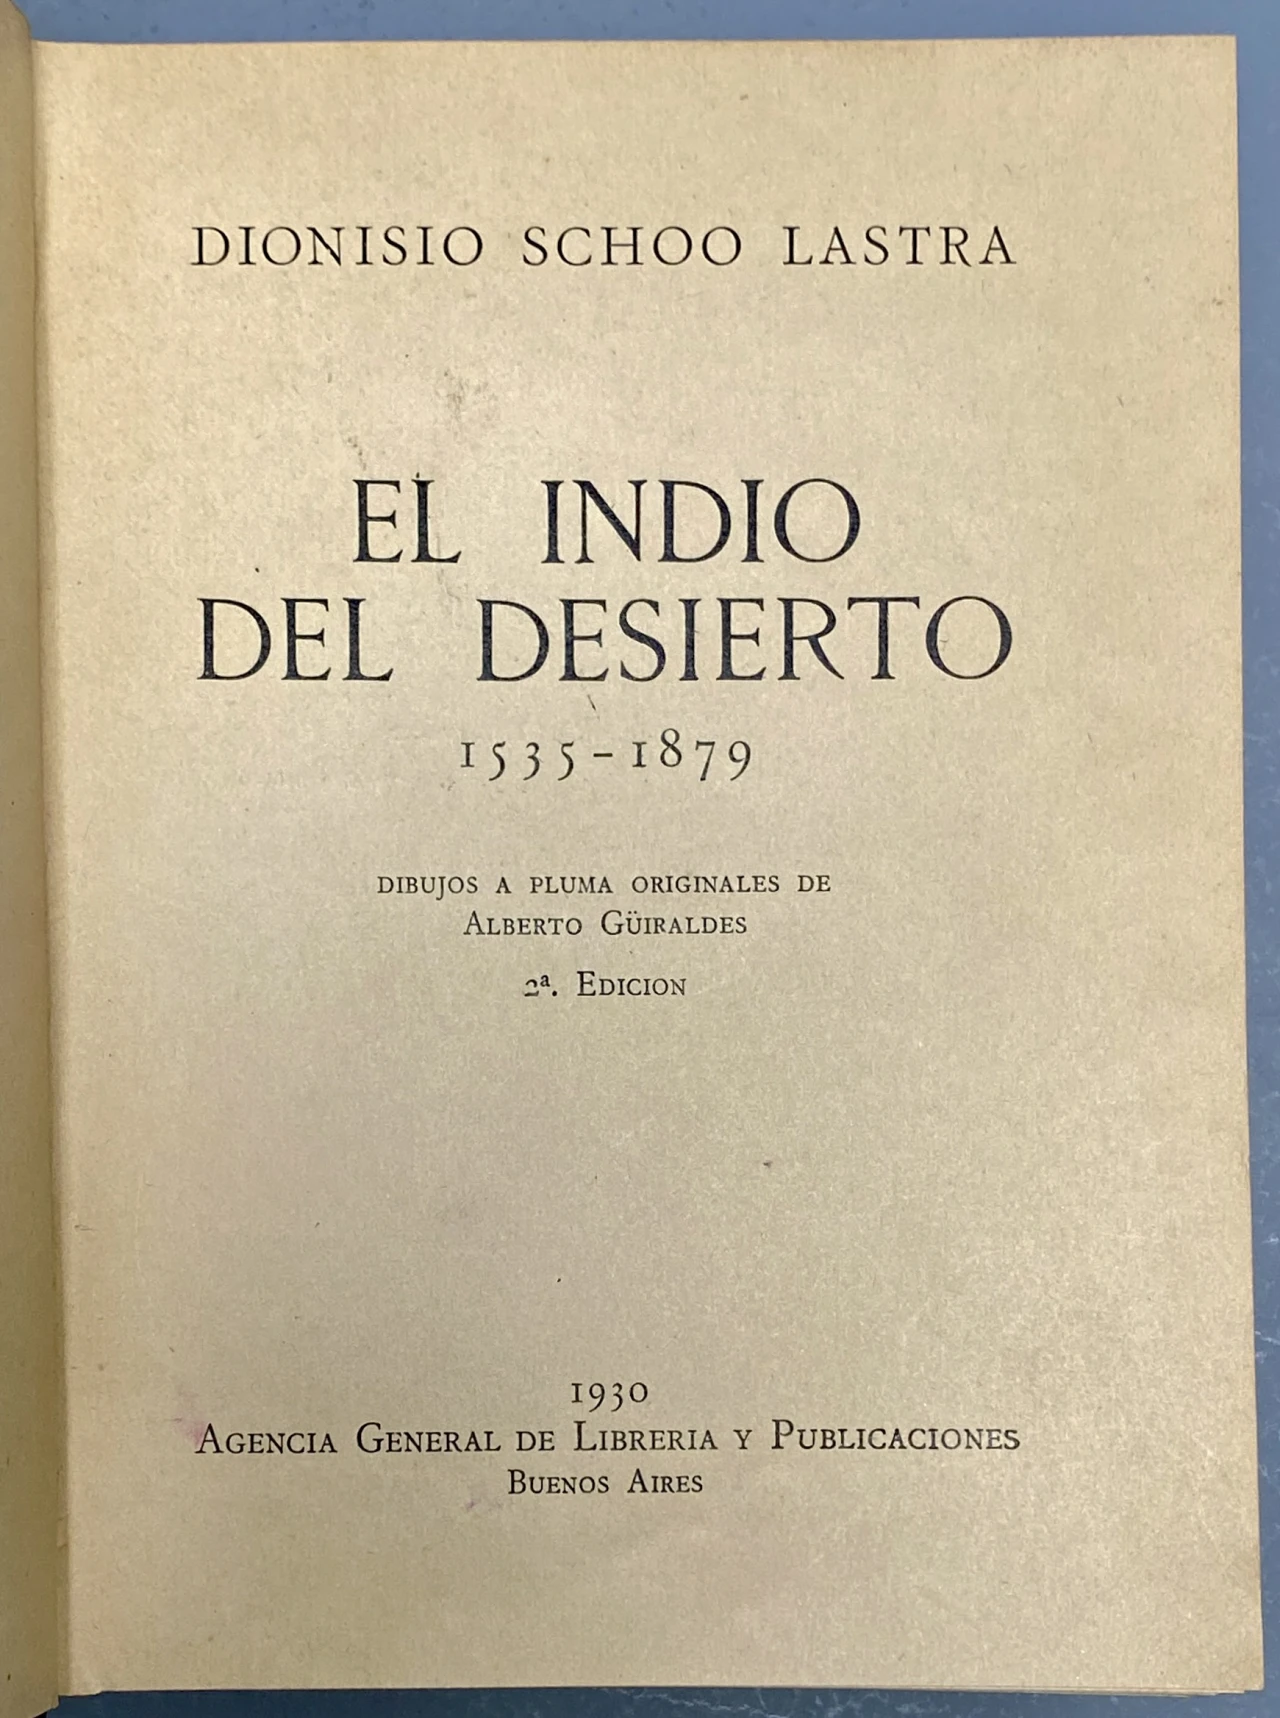 DIONISIO SCHOO LASTRA
EL INDIO
DEL DESIERTO
1535-1879
DIBUJOS A PLUMA ORIGINALES DE
ALBERTO GÜIRALDES
2ª. EDICION
1930
AGENCIA GENERAL DE LIBRERIA Y PUBLICACIONES
BUENOS AIRES